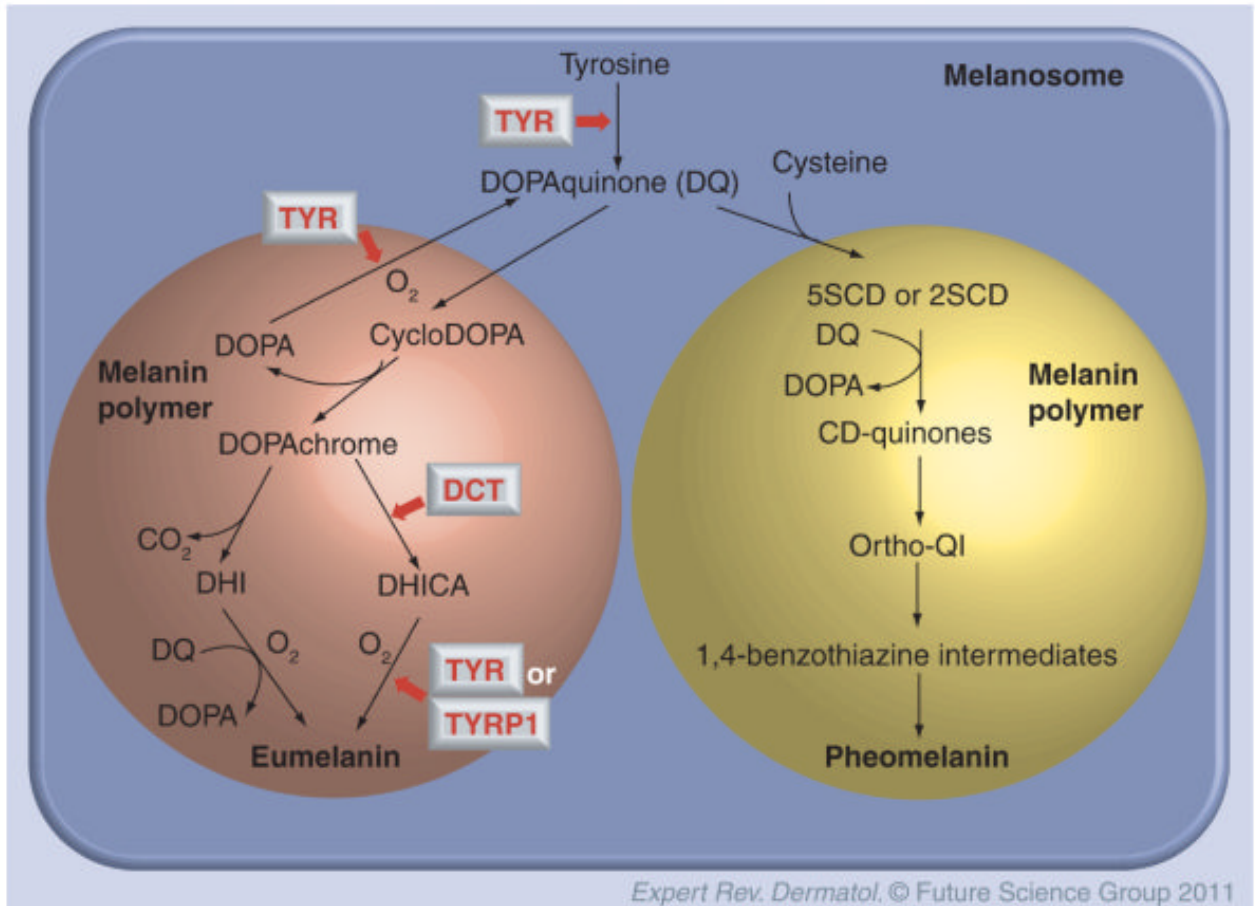 Tyrosine
Melanosome
TYR
Cysteine
DOPAquinone (DQ)
TYR
O2
5SCD or 2SCD
DOPA
CycloDOPA
DQ
Melanin
polymer
DOPA
Melanin
polymer
DOPAchrome
CD-quinones
DCT
CO2
Ortho-QI
DHI
DHICA
DQ
O2
O2
TYR or
TYRP1
1,4-benzothiazine intermediates
DOPA
Eumelanin
Pheomelanin
Expert Rev. Dermatol. © Future Science Group 2011